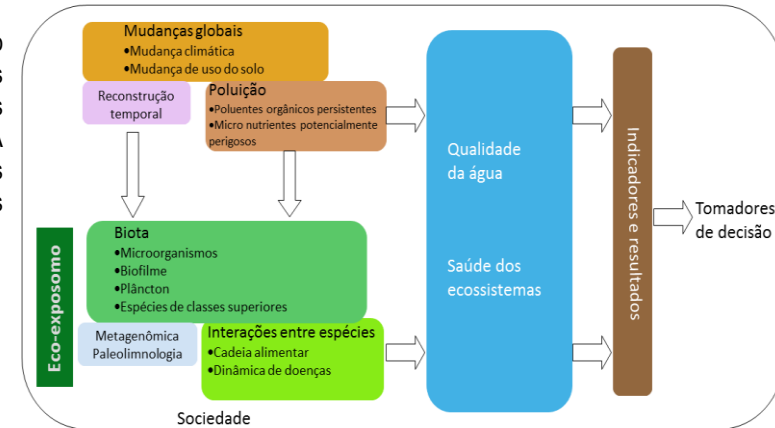 Mudanças globais
•Mudança climática
•Mudança de uso do solo
Reconstrução
temporal
Poluição
•Poluentes orgânicos persistentes
•Micro nutrientes potencialmente
perigosos
Biota
•Microorganismos
•Biofilme
•Plâncton
•Espécies de classes superiores
Eco-exposomo
Metagenômica
Paleolimnologia
Interações entre espécies
•Cadeia alimentar
•Dinâmica de doenças
Qualidade
da água
Saúde dos
ecossistemas
Indicadores e resultados
Tomadores
de decisão
Sociedade